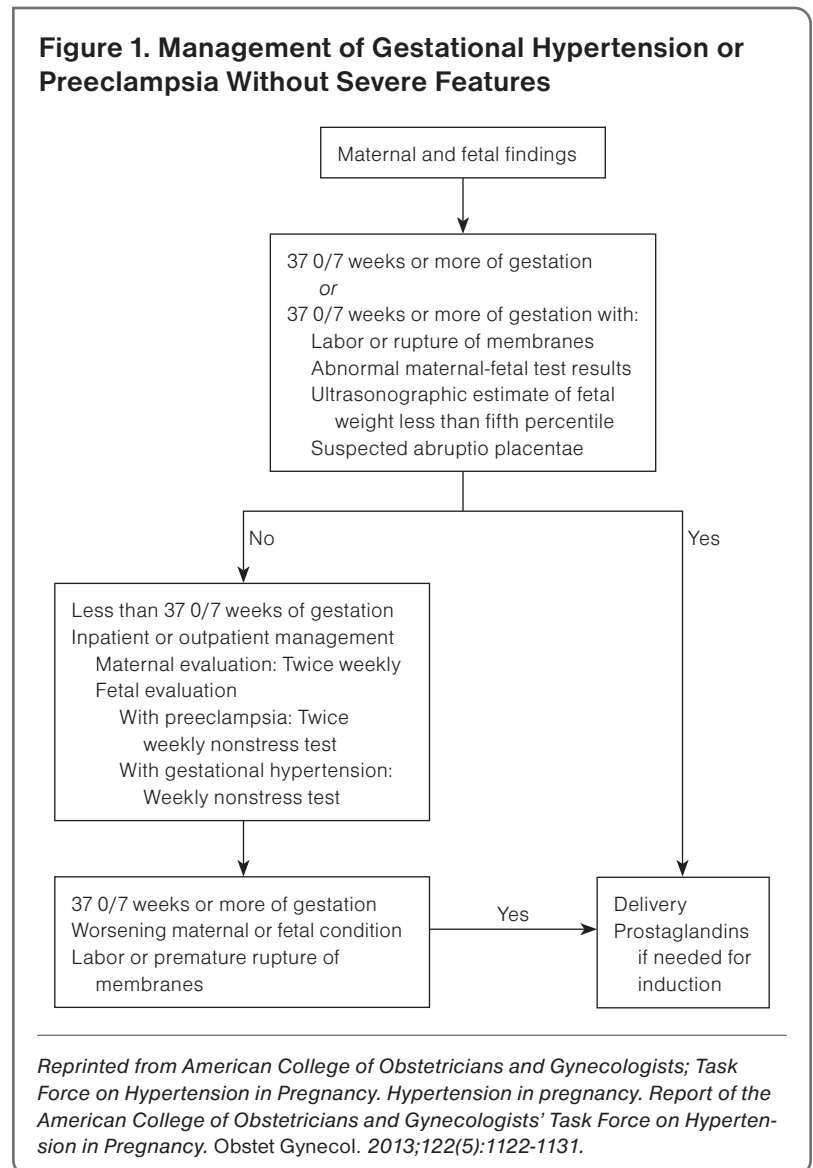 Figure 1. Management of Gestational Hypertension or
Preeclampsia Without Severe Features
Maternal and fetal findings
37 0/7 weeks or more of gestation
or
37 0/7 weeks or more of gestation with:
Labor or rupture of membranes
Abnormal maternal-fetal test results
Ultrasonographic estimate of fetal
weight less than fifth percentile
Suspected abruptio placentae
No
Yes
Less than 37 0/7 weeks of gestation
Inpatient or outpatient management
Maternal evaluation: Twice weekly
Fetal evaluation
With preeclampsia: Twice
weekly nonstress test
With gestational hypertension:
Weekly nonstress test
37 0/7 weeks or more of gestation
Worsening maternal or fetal condition
Labor or premature rupture of
membranes
Yes
Delivery
Prostaglandins
if needed for
induction
Reprinted from American College of Obstetricians and Gynecologists; Task
Force on Hypertension in Pregnancy. Hypertension in pregnancy. Report of the
American College of Obstetricians and Gynecologists’ Task Force on Hyperten-
sion in Pregnancy. Obstet Gynecol. 2013;122(5):1122-1131.